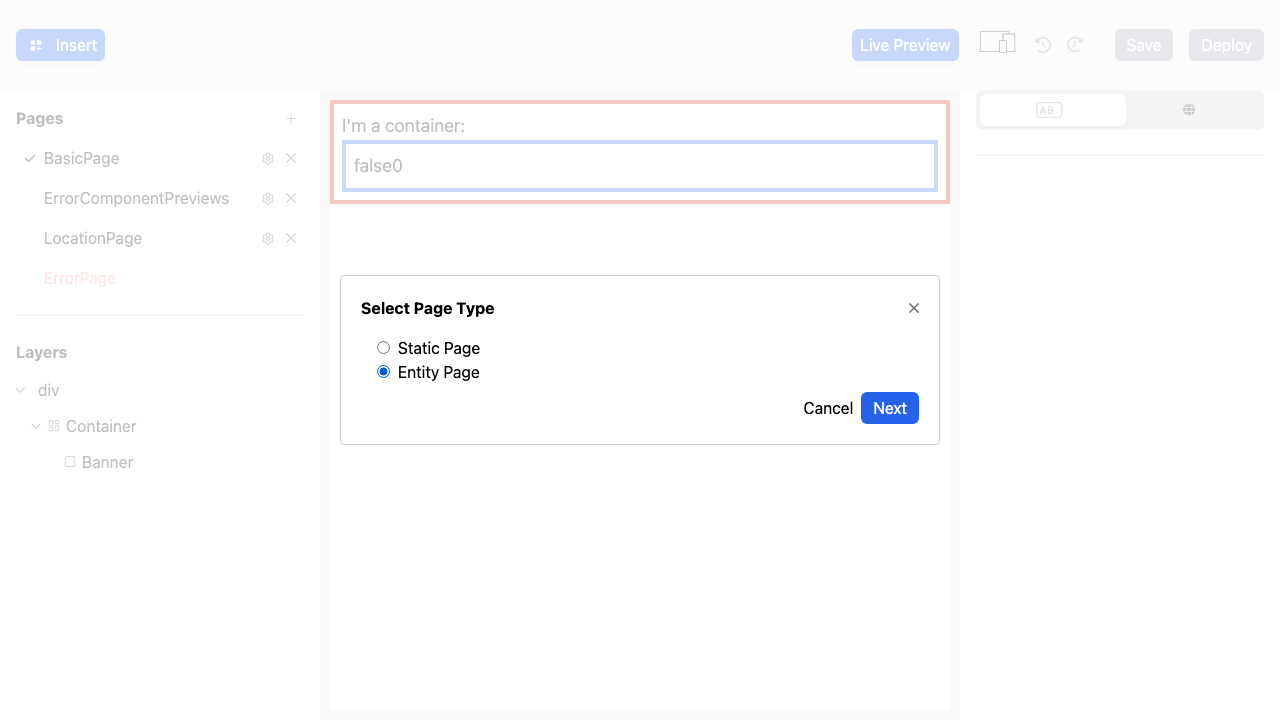 Insert
Live Preview
Save
Deploy
Pages
BasicPage
ErrorComponentPreviews
LocationPage
ErrorPage
Layers
div
Container
Banner
I'm a container:
false0
Select Page Type
Static Page
Entity Page
Cancel
Next
AB